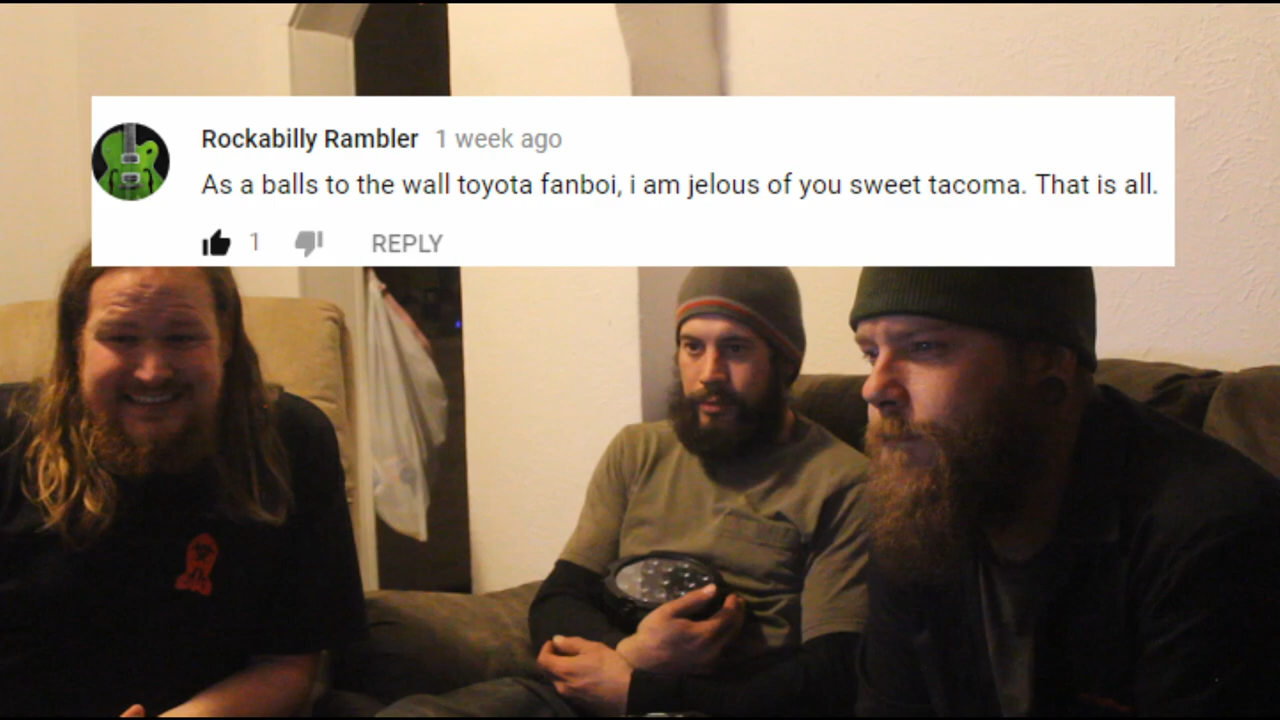 Rockabilly Rambler 1 week ago
As a balls to the wall toyota fanboi, i am jelous of you sweet tacoma. That is all.
1 REPLY